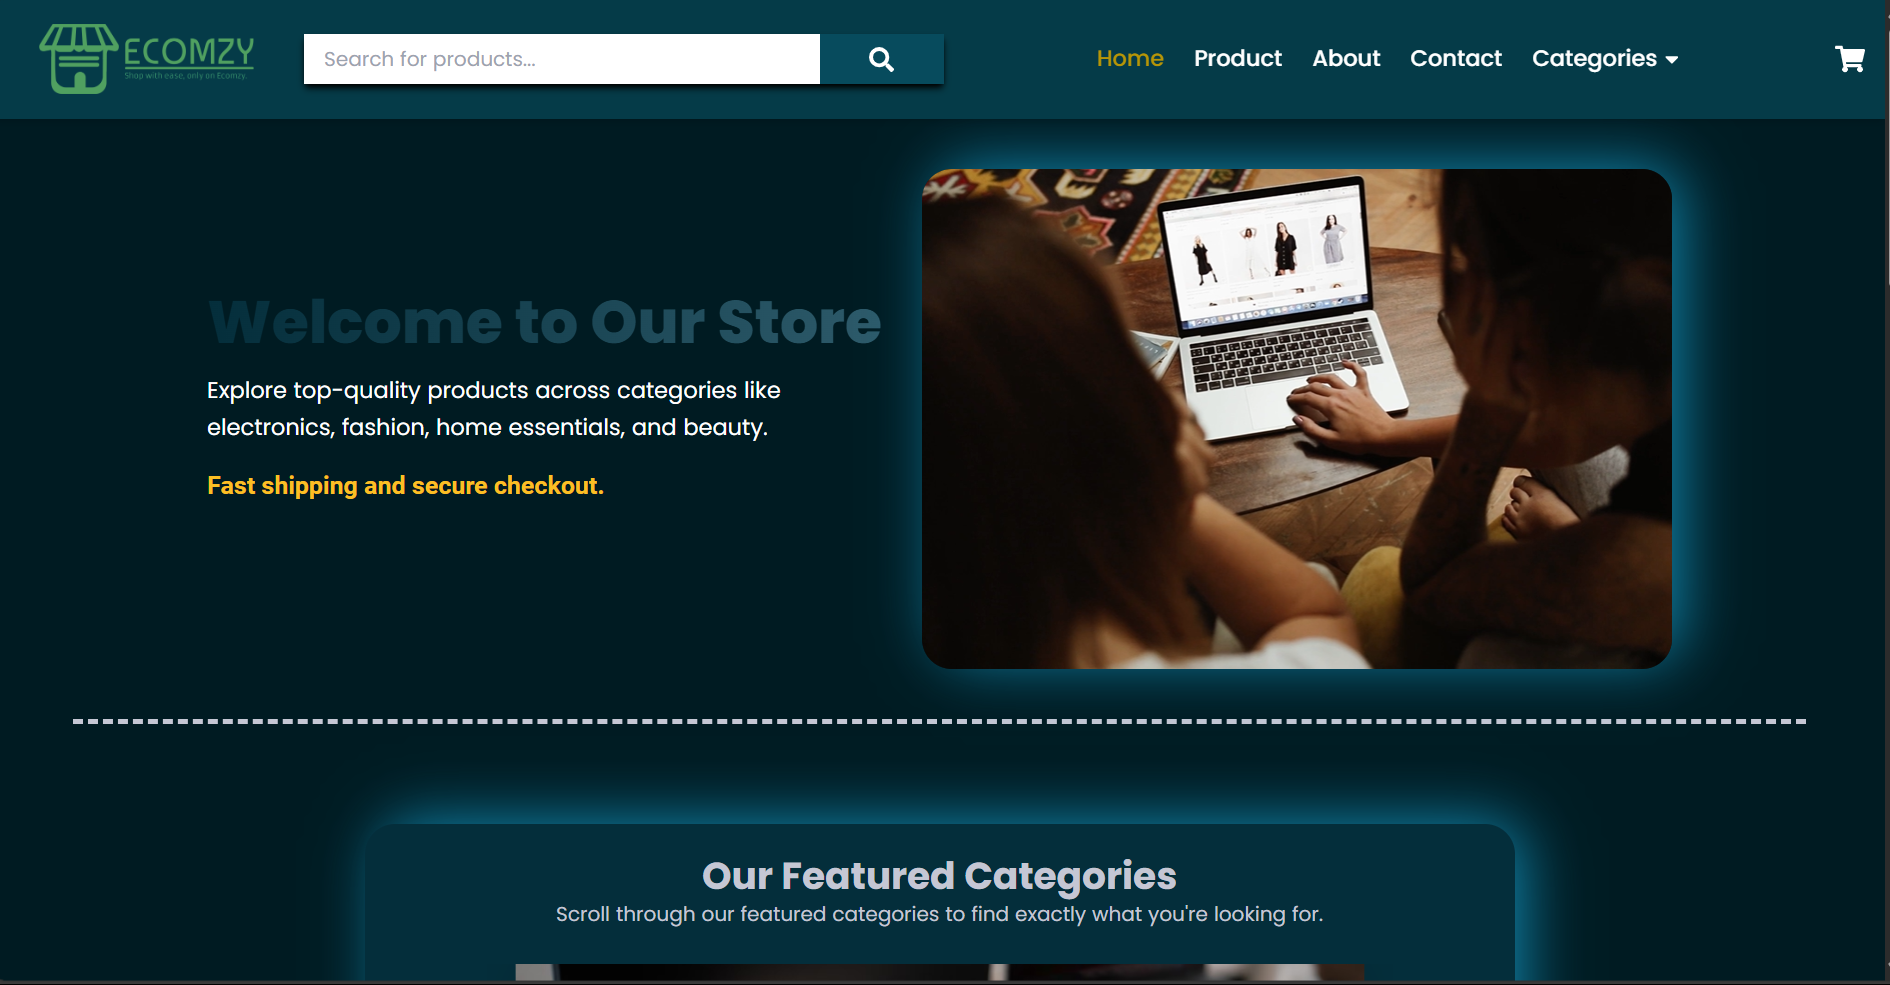 ECOMZY
Shop with ease, only on Ecomzy.
Search for products...
Home
Product
About
Contact
Categories
Welcome to Our Store
Explore top-quality products across categories like
electronics, fashion, home essentials, and beauty.
Fast shipping and secure checkout.
Our Featured Categories
Scroll through our featured categories to find exactly what you're looking for.